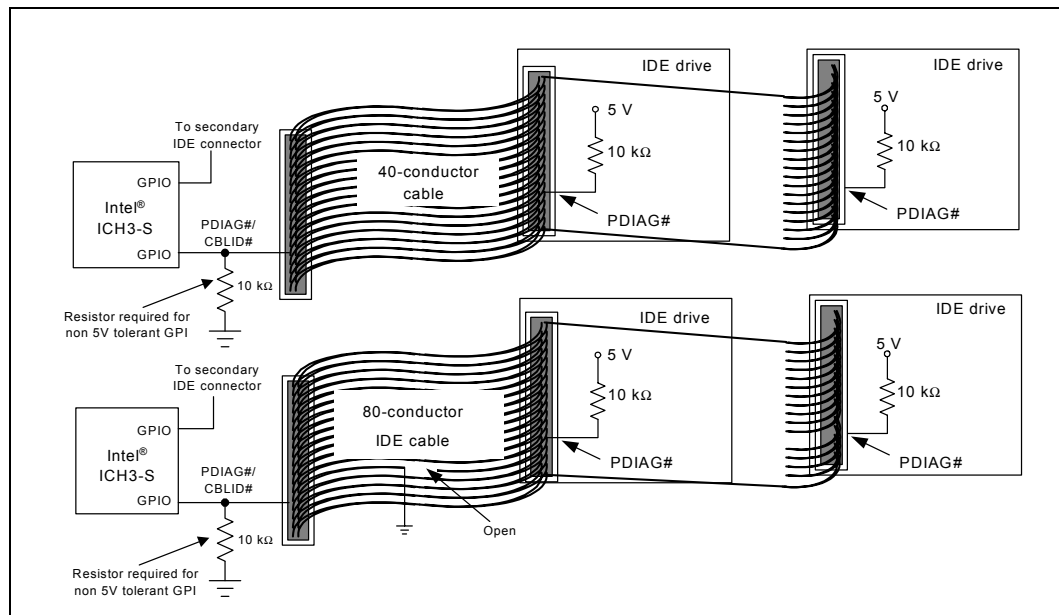 IDE drive
5 V
10 kΩ
PDIAG#
IDE drive
5 V
10 kΩ
PDIAG#
To secondary
IDE connector
GPIO
Intel®
ICH3-S
GPIO
PDIAG#/
CBLID#
10 kΩ
Resistor required for
non 5V tolerant GPI
40-conductor
cable
IDE drive
5 V
10 kΩ
PDIAG#
IDE drive
5 V
10 kΩ
PDIAG#
To secondary
IDE connector
GPIO
Intel®
ICH3-S
GPIO
PDIAG#/
CBLID#
10 kΩ
Resistor required for
non 5V tolerant GPI
80-conductor
IDE cable
Open